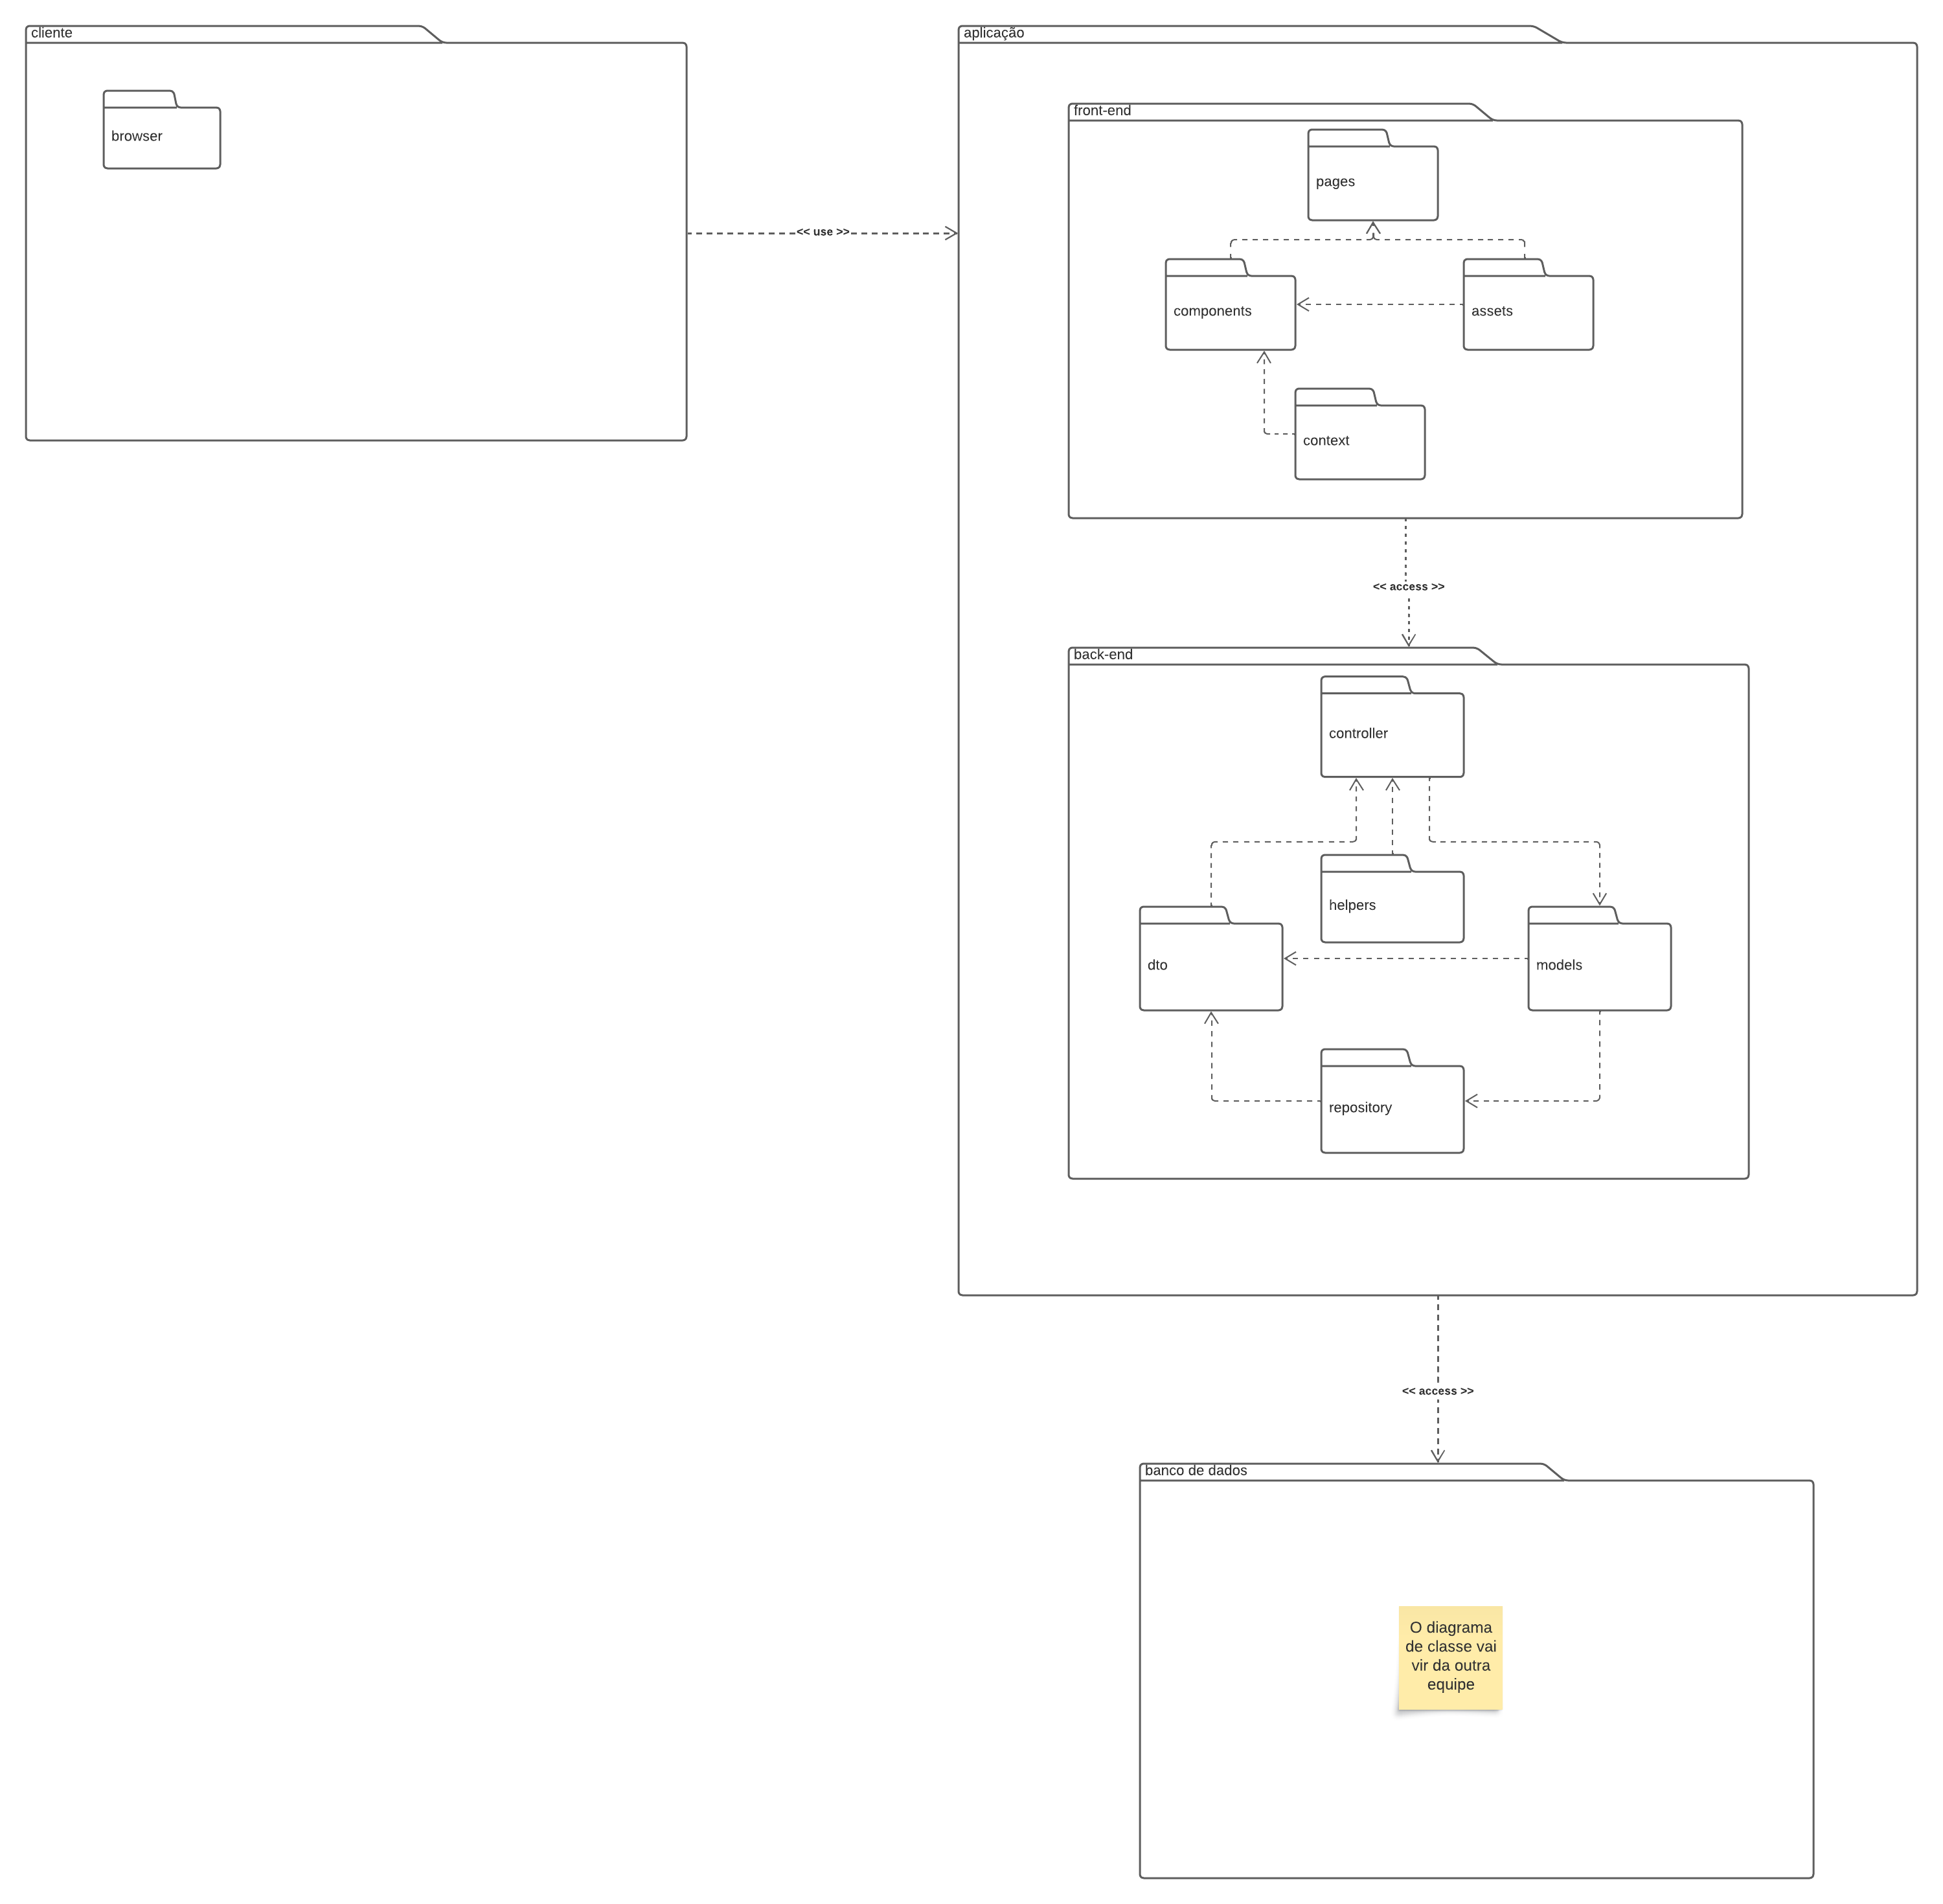 cliente
browser
<< use >>
aplicação
front-end
pages
components
assets
context
<< access >>
back-end
controller
helpers
dto
models
repository
<< access >>
banco de dados
O diagrama
de classe vai
vir da outra
equipe